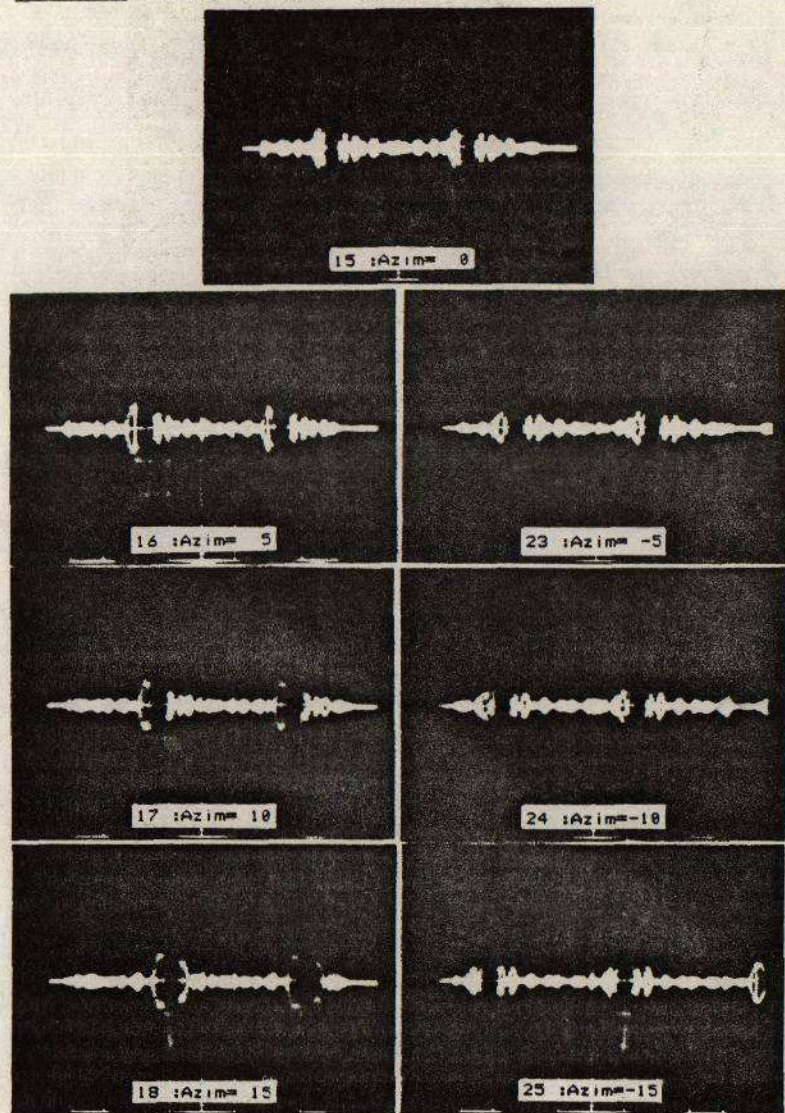 15 :Azim= 0
16 :Azim= 5
23 :Azim= -5
17 :Azim= 10
24 :Azim=-10
18 :Azim= 15
25 :Azim=-15